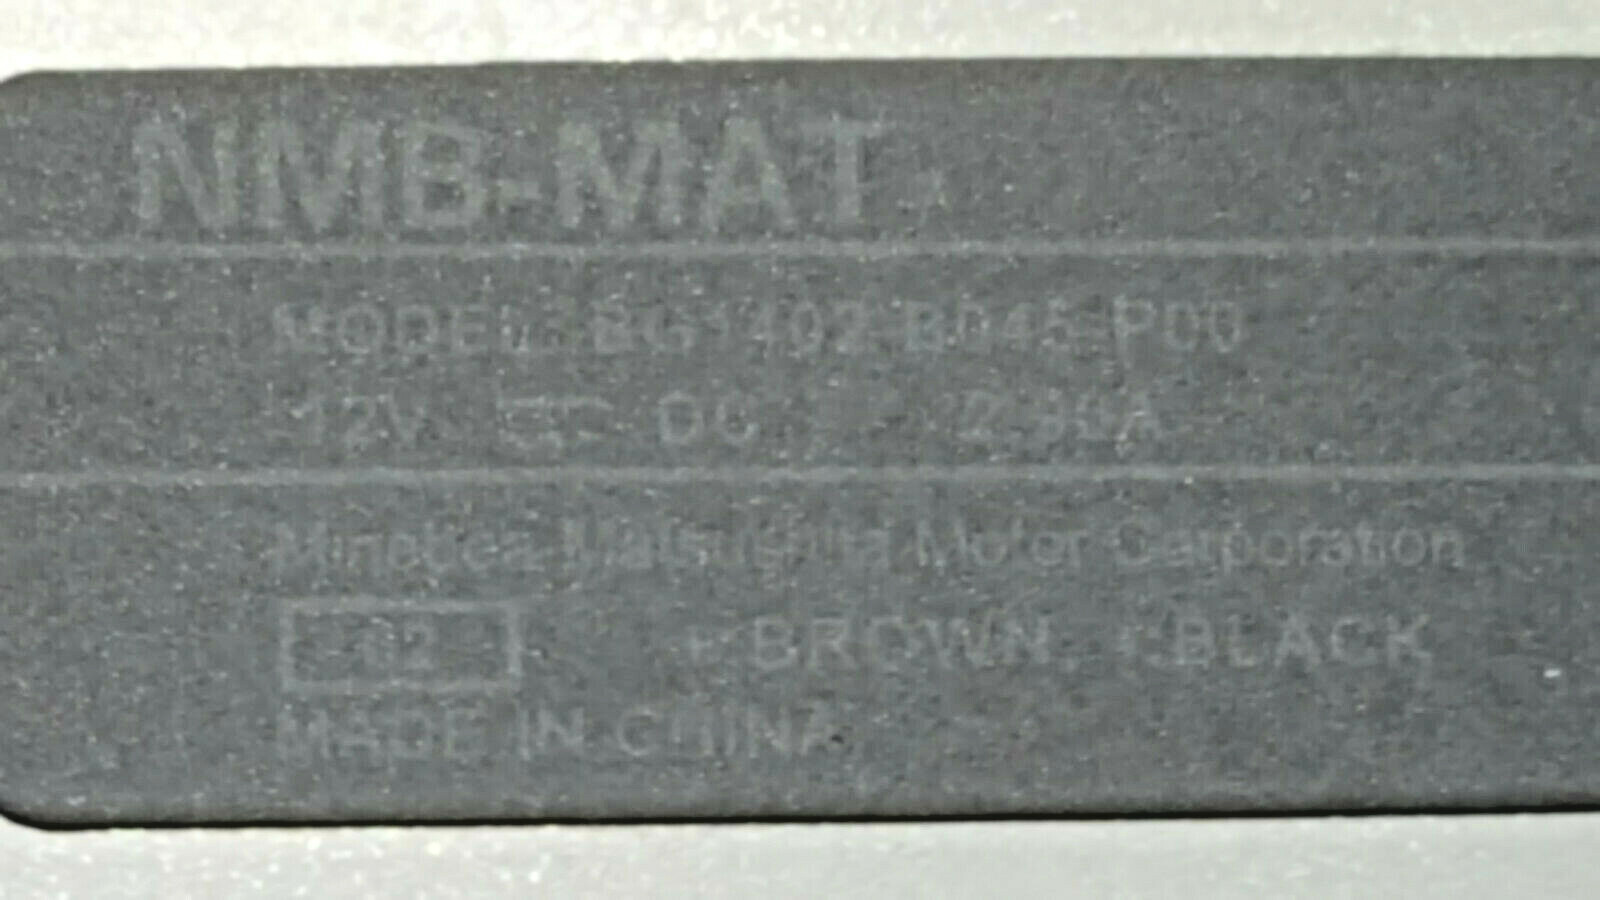 NMB-MAT
MODEL: BG1402-B045-P00
12V DC
Minebea-Matsushita Motor Corporation
+:BROWN, -:BLACK
MADE IN CHINA